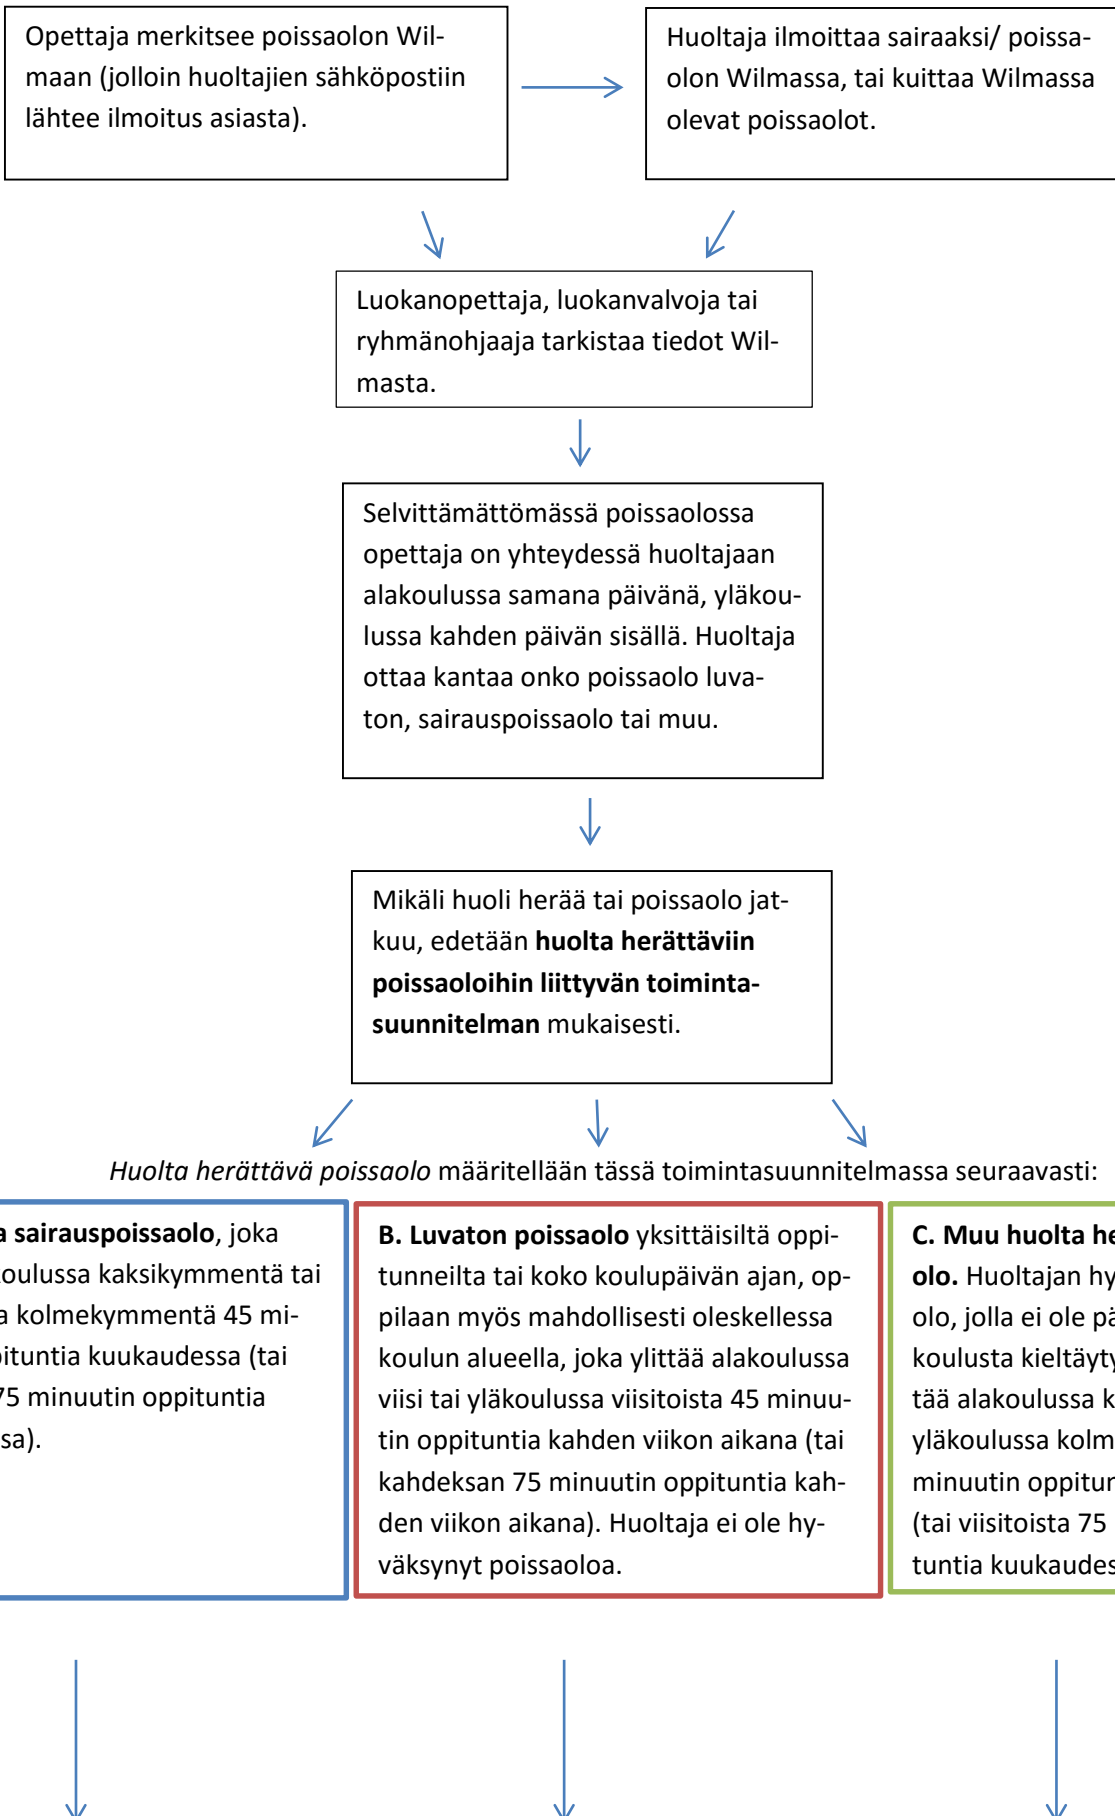 Opettaja merkitsee poissaolon Wil-
maan (jolloin huoltajien sähköpostiin
lähtee ilmoitus asiasta).
Huoltaja ilmoittaa sairaaksi/ poissa-
olon Wilmassa, tai kuittaa Wilmassa
olevat poissaolot.
Luokanopettaja, luokanvalvoja tai
ryhmänohjaaja tarkistaa tiedot Wil-
masta.
Selvittämättömässä poissaolossa
opettaja on yhteydessä huoltajaan
alakoulussa samana päivänä, yläkou-
lussa kahden päivän sisällä. Huoltaja
ottaa kantaa onko poissaolo luva-
ton, sairauspoissaolo tai muu.
Mikäli huoli herää tai poissaolo jat-
kuu, edetään huolta herättäviin
poissaoloihin liittyvän toiminta-
suunnitelman mukaisesti.
Huolta herättävä poissaolo määritellään tässä toimintasuunnitelmassa seuraavasti:
sairauspoissaolo, joka
oulussa kaksikymmentä tai
kolmekymmentä 45 mi-
pituntia kuukaudessa (tai
75 minuutin oppituntia
ssa).
B. Luvaton poissaolo yksittäisiltä oppi-
tunneilta tai koko koulupäivän ajan, op-
pilaan myös mahdollisesti oleskellessa
koulun alueella, joka ylittää alakoulussa
viisi tai yläkoulussa viisitoista 45 minuu-
tin oppituntia kahden viikon aikana (tai
kahdeksan 75 minuutin oppituntia kah-
den viikon aikana). Huoltaja ei ole hy-
väksynyt poissaoloa.
C. Muu huolta he
olo. Huoltajan hy
olo, jolla ei ole pä
koulusta kieltäyty
tää alakoulussa k
yläkoulussa kolm
minuutin oppitun
(tai viisitoista 75
tuntia kuukaudes